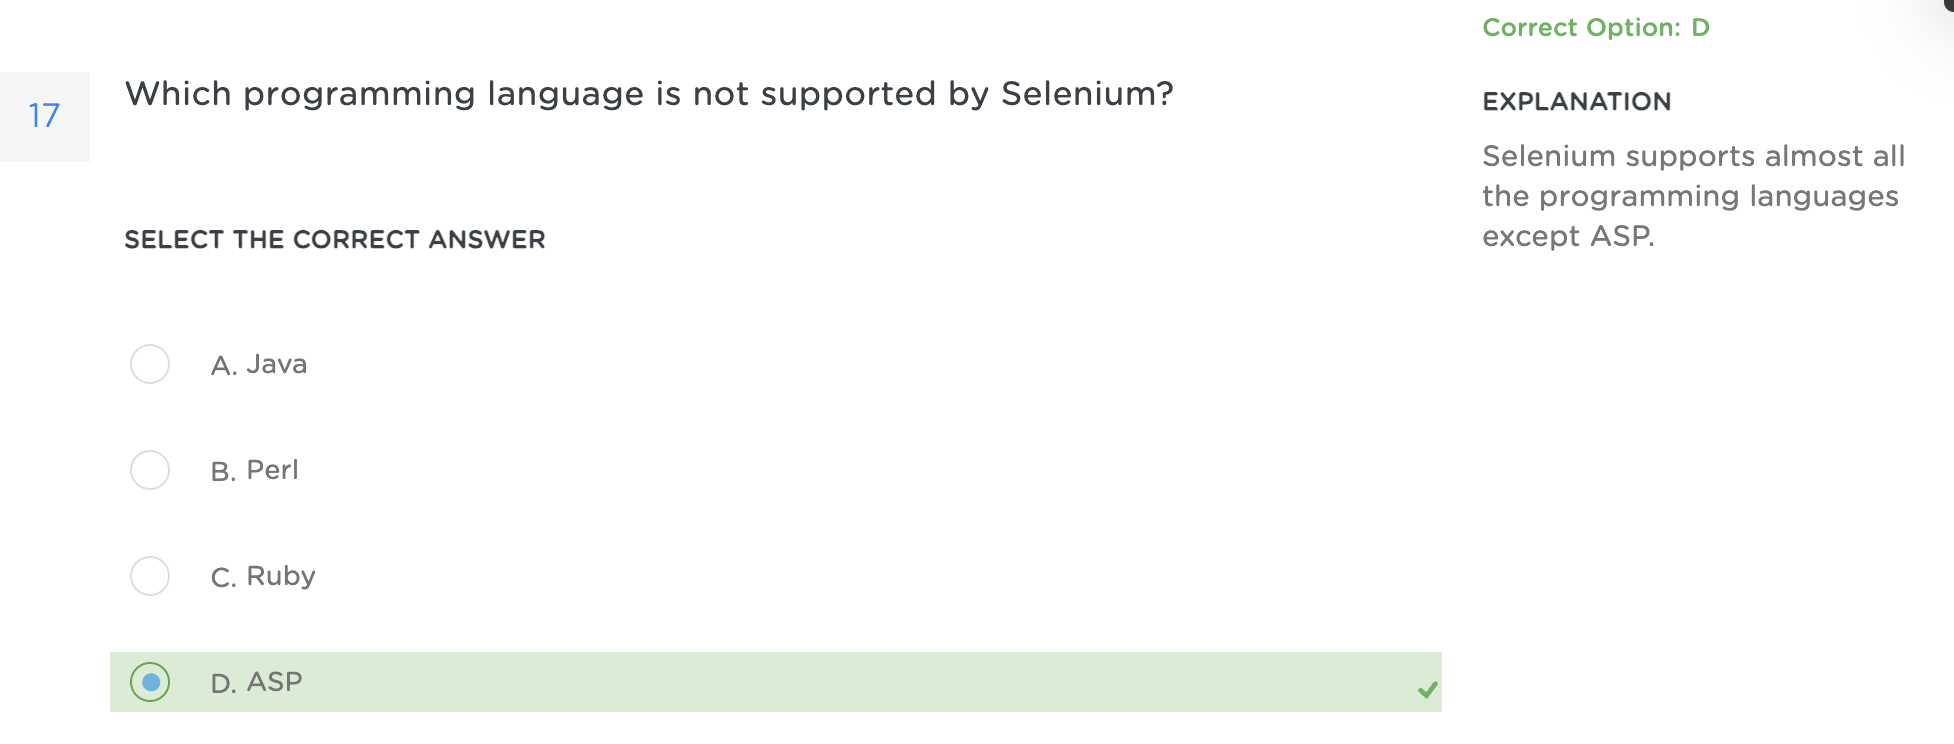 17
Which programming language is not supported by Selenium?
SELECT THE CORRECT ANSWER
A. Java
B. Perl
C. Ruby
D. ASP
Correct Option: D
EXPLANATION
Selenium supports almost all
the programming languages
except ASP.